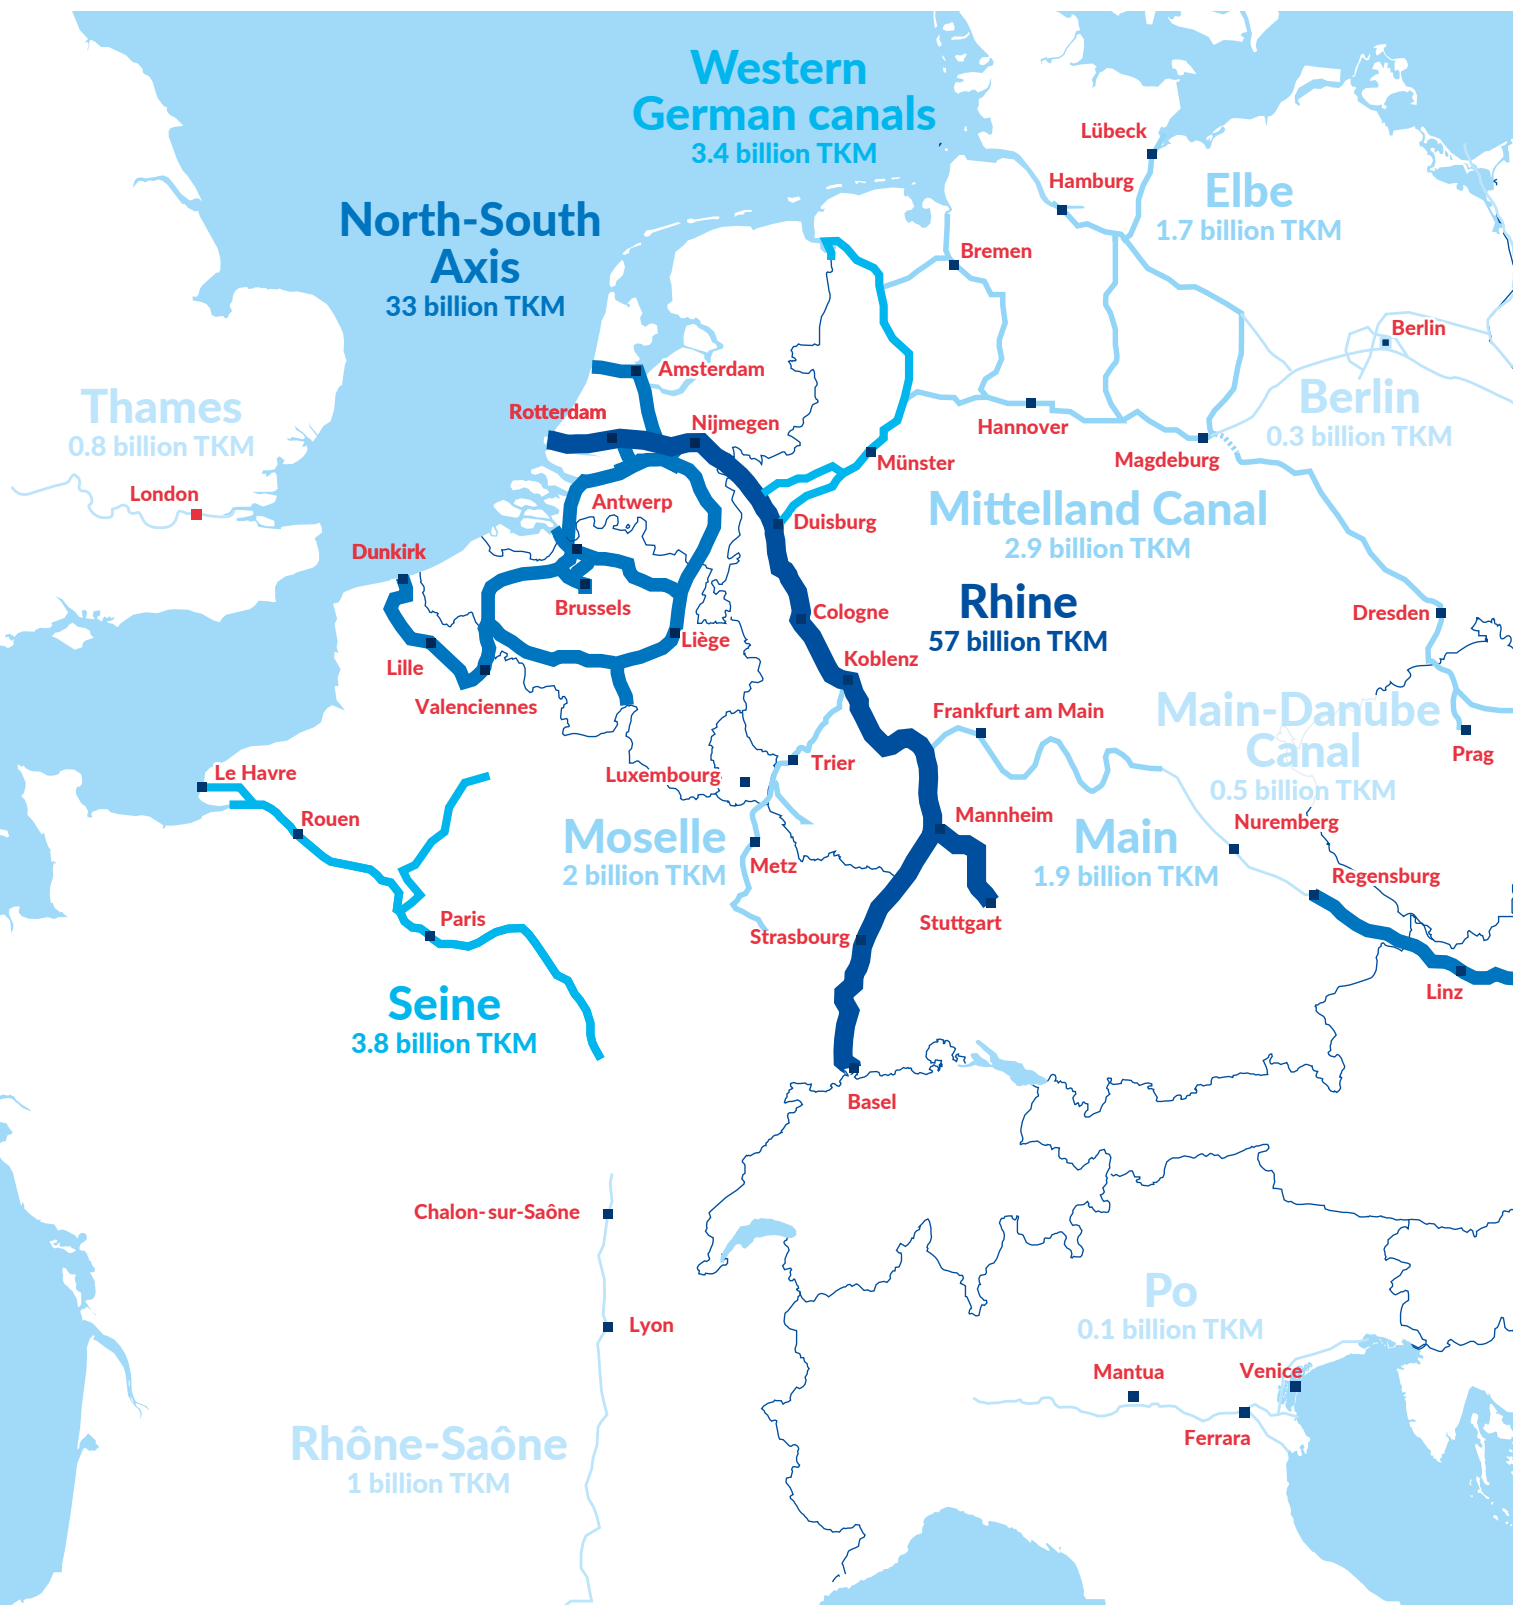 Western
German canals
3.4 billion TKM
Lübeck
Hamburg
Elbe
1.7 billion TKM
North-South
Axis
33 billion TKM
Bremen
Berlin
Amsterdam
Thames
0.8 billion TKM
Rotterdam
Nijmegen
Berlin
0.3 billion TKM
Hannover
Münster
Magdeburg
London
Antwerp
Duisburg
Mittelland Canal
2.9 billion TKM
Dunkirk
Rhine
57 billion TKM
Brussels
Cologne
Dresden
Liège
Lille
Koblenz
Valenciennes
Frankfurt am Main
Main-Danube
Canal
0.5 billion TKM
Prag
Le Havre
Luxembourg
Trier
Rouen
Mannheim
Nuremberg
Moselle
2 billion TKM
Main
1.9 billion TKM
Metz
Regensburg
Paris
Stuttgart
Strasbourg
Linz
Seine
3.8 billion TKM
Basel
Chalon-sur-Saône
Lyon
Po
0.1 billion TKM
Mantua
Venice
Ferrara
Rhône-Saône
1 billion TKM